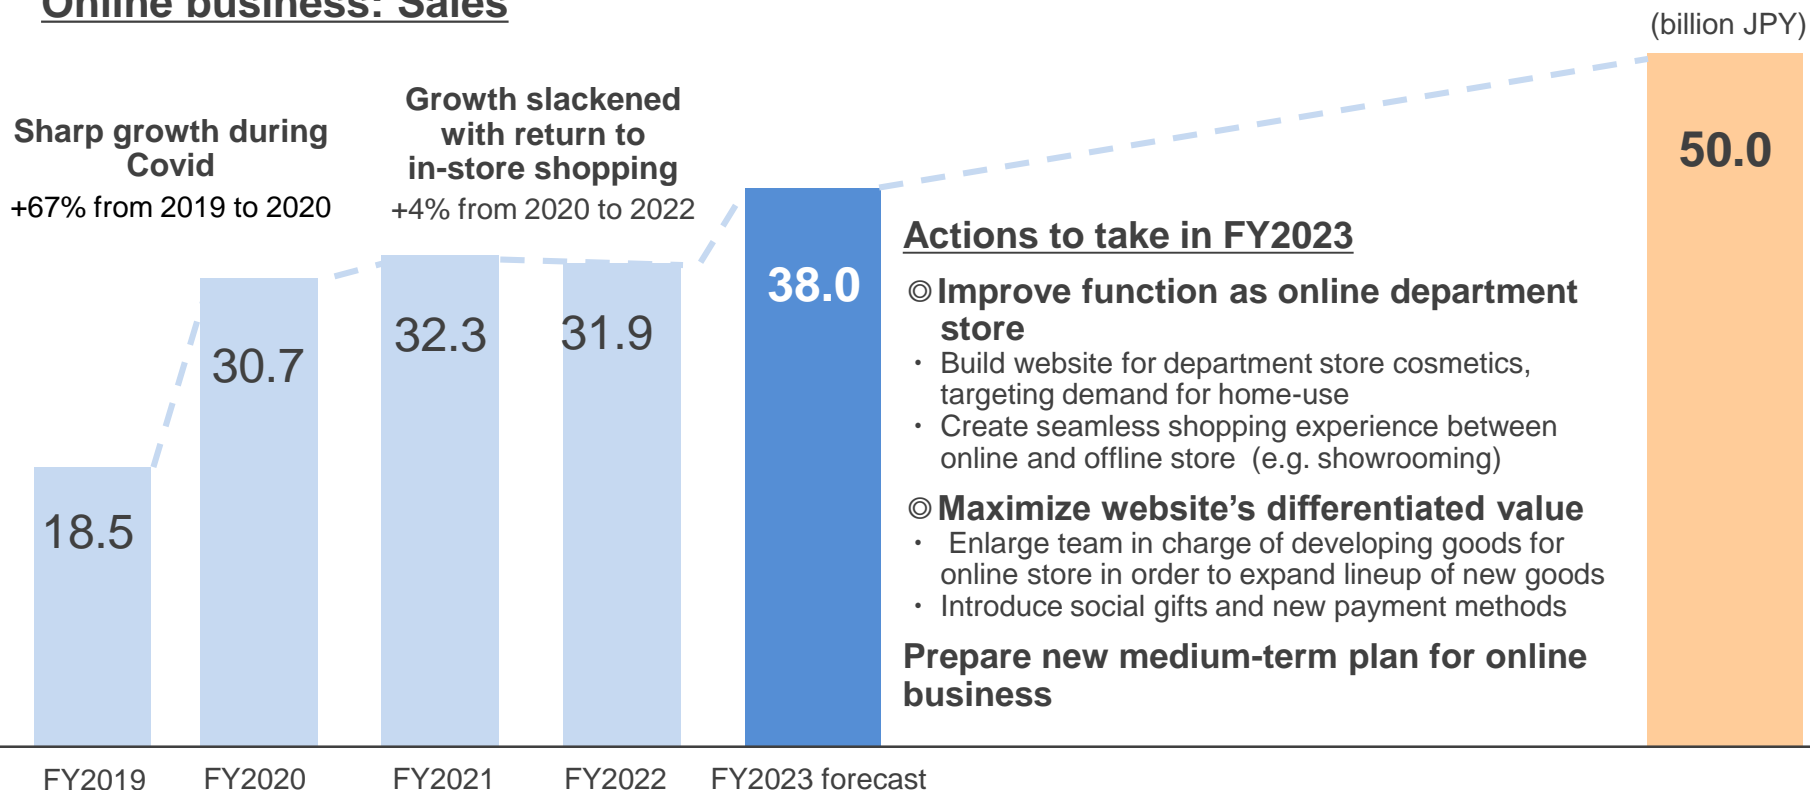 Online business: Sales
(billion JPY)
Sharp growth during
Covid
+67% from 2019 to 2020
Growth slackened
with return to
in-store shopping
+4% from 2020 to 2022
18.5
30.7
32.3
31.9
38.0
50.0
Actions to take in FY2023
◎Improve function as online department
store
・ Build website for department store cosmetics,
targeting demand for home-use
・ Create seamless shopping experience between
online and offline store (e.g. showrooming)
◎Maximize website’s differentiated value
・ Enlarge team in charge of developing goods for
online store in order to expand lineup of new goods
・ Introduce social gifts and new payment methods
Prepare new medium-term plan for online
business
FY2019
FY2020
FY2021
FY2022
FY2023 forecast